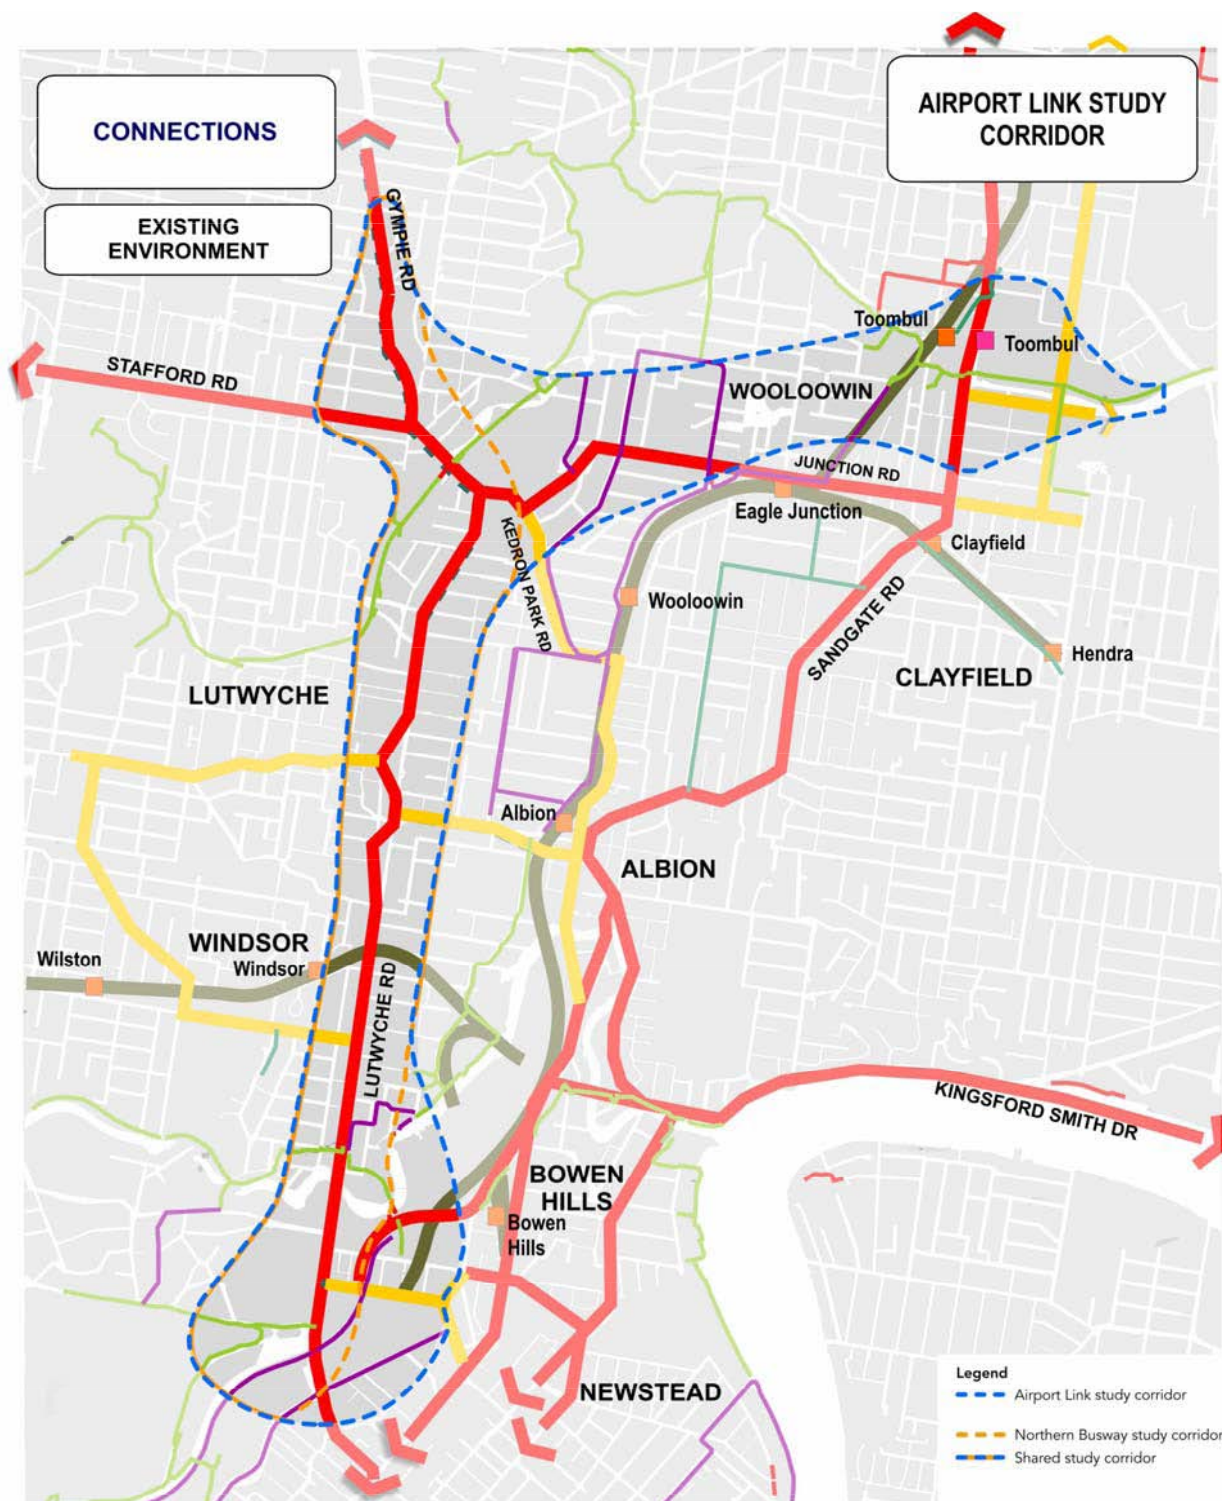 CONNECTIONS
EXISTING
ENVIRONMENT
AIRPORT LINK STUDY
CORRIDOR
GYMPIE RD
STAFFORD RD
Toombul
Toombul
WOOLOOWIN
JUNCTION RD
Eagle Junction
KEDRON PARK RD
Clayfield
Wooloowin
SANDGATE RD
Hendra
CLAYFIELD
LUTWYCHE
Albion
ALBION
WINDSOR
Windsor
Wilston
LUTWYCHE RD
KINGSFORD SMITH DR
BOWEN
HILLS
Bowen
Hills
NEWSTEAD
Legend
Airport Link study corridor
Northern Busway study corridor
Shared study corridor